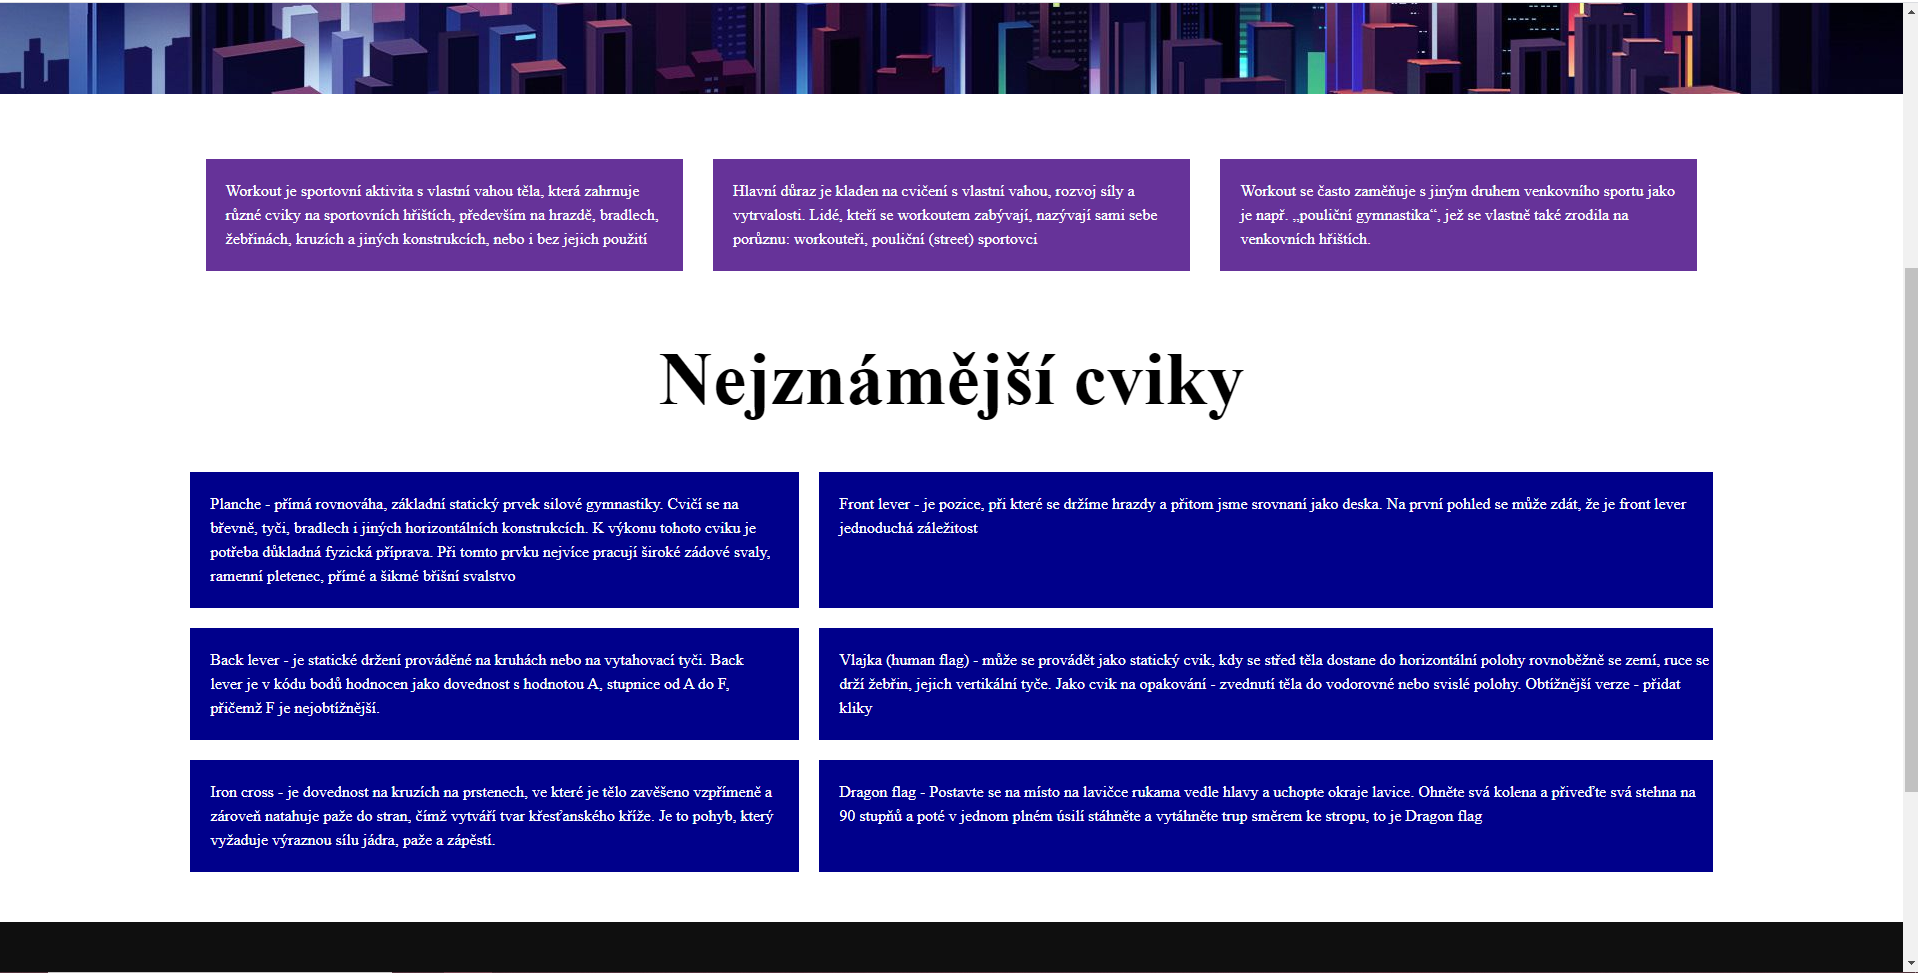 Workout je sportovní aktivita s vlastní vahou těla, která zahrnuje
různé cviky na sportovních hřištích, především na hrazdě, bradlech,
žebřinách, kruzích a jiných konstrukcích, nebo i bez jejich použití
Hlavní důraz je kladen na cvičení s vlastní vahou, rozvoj síly a
vytrvalosti. Lidé, kteří se workoutem zabývají, nazývají sami sebe
porůznu: workouteři, pouliční (street) sportovci
Workout se často zaměňuje s jiným druhem venkovního sportu jako
je např. „pouliční gymnastika“, jež se vlastně také zrodila na
venkovních hřištích.
Nejznámější cviky
Planche - přímá rovnováha, základní statický prvek silové gymnastiky. Cvičí se na
břevně, tyči, bradlech i jiných horizontálních konstrukcích. K výkonu tohoto cviku je
potřeba důkladná fyzická příprava. Při tomto prvku nejvíce pracují široké zádové svaly,
ramenní pletenec, přímé a šikmé břišní svalstvo
Front lever - je pozice, při které se držíme hrazdy a přitom jsme srovnaní jako deska. Na první pohled se může zdát, že je front lever
jednoduchá záležitost
Back lever - je statické držení prováděné na kruhách nebo na vytahovací tyči. Back
lever je v kódu bodů hodnocen jako dovednost s hodnotou A, stupnice od A do F,
přičemž F je nejobtížnější.
Vlajka (human flag) - může se provádět jako statický cvik, kdy se střed těla dostane do horizontální polohy rovnoběžně se zemí, ruce se
drží žebřin, jejich vertikální tyče. Jako cvik na opakování - zvednutí těla do vodorovné nebo svislé polohy. Obtížnější verze - přidat
kliky
Iron cross - je dovednost na kruzích na prstenech, ve které je tělo zavěšeno vzpřímeně a
zároveň natahuje paže do stran, čímž vytváří tvar křesťanského kříže. Je to pohyb, který
vyžaduje výraznou sílu jádra, paže a zápěstí.
Dragon flag - Postavte se na místo na lavičce rukama vedle hlavy a uchopte okraje lavice. Ohněte svá kolena a přiveďte svá stehna na
90 stupňů a poté v jednom plném úsilí stáhněte a vytáhněte trup směrem ke stropu, to je Dragon flag